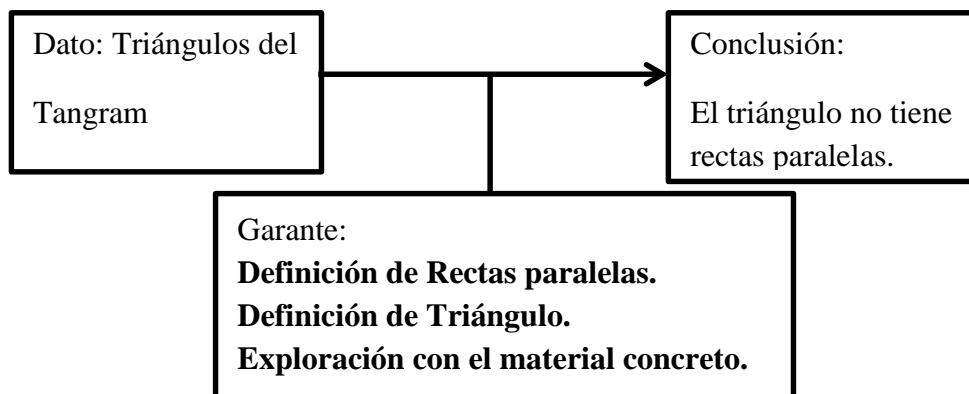 Dato: Triángulos del
Tangram
Conclusión:
El triángulo no tiene
rectas paralelas.
Garante:
Definición de Rectas paralelas.
Definición de Triángulo.
Exploración con el material concreto.